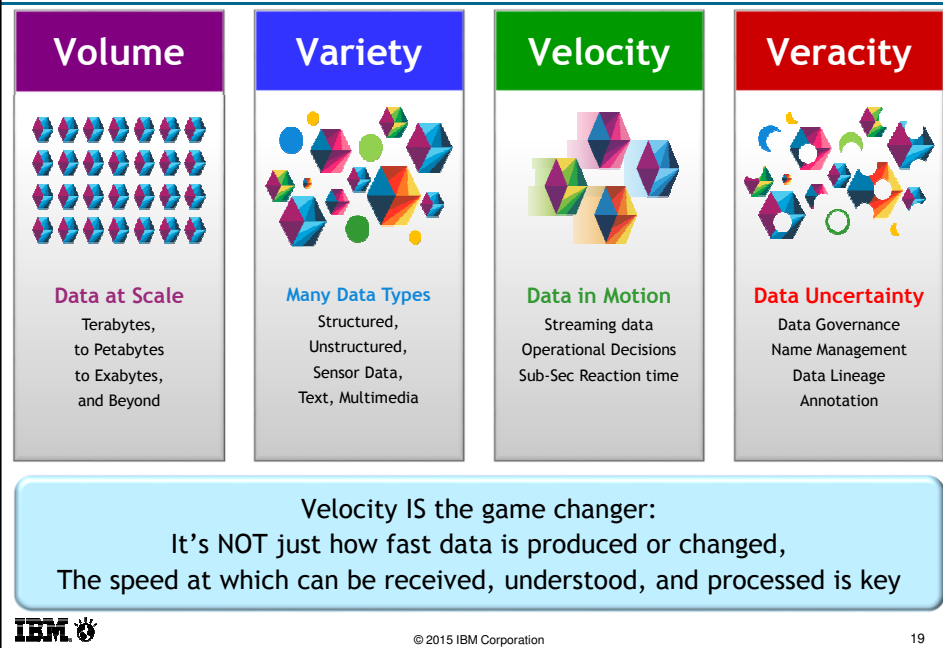 Volume
Data at Scale
Terabytes,
to Petabytes
to Exabytes,
and Beyond
Variety
Many Data Types
Structured,
Unstructured,
Sensor Data,
Text, Multimedia
Velocity
Data in Motion
Streaming data
Operational Decisions
Sub-Sec Reaction time
Veracity
Data Uncertainty
Data Governance
Name Management
Data Lineage
Annotation
Velocity IS the game changer:
It's NOT just how fast data is produced or changed,
The speed at which can be received, understood, and processed is key
IBM
© 2015 IBM Corporation
19